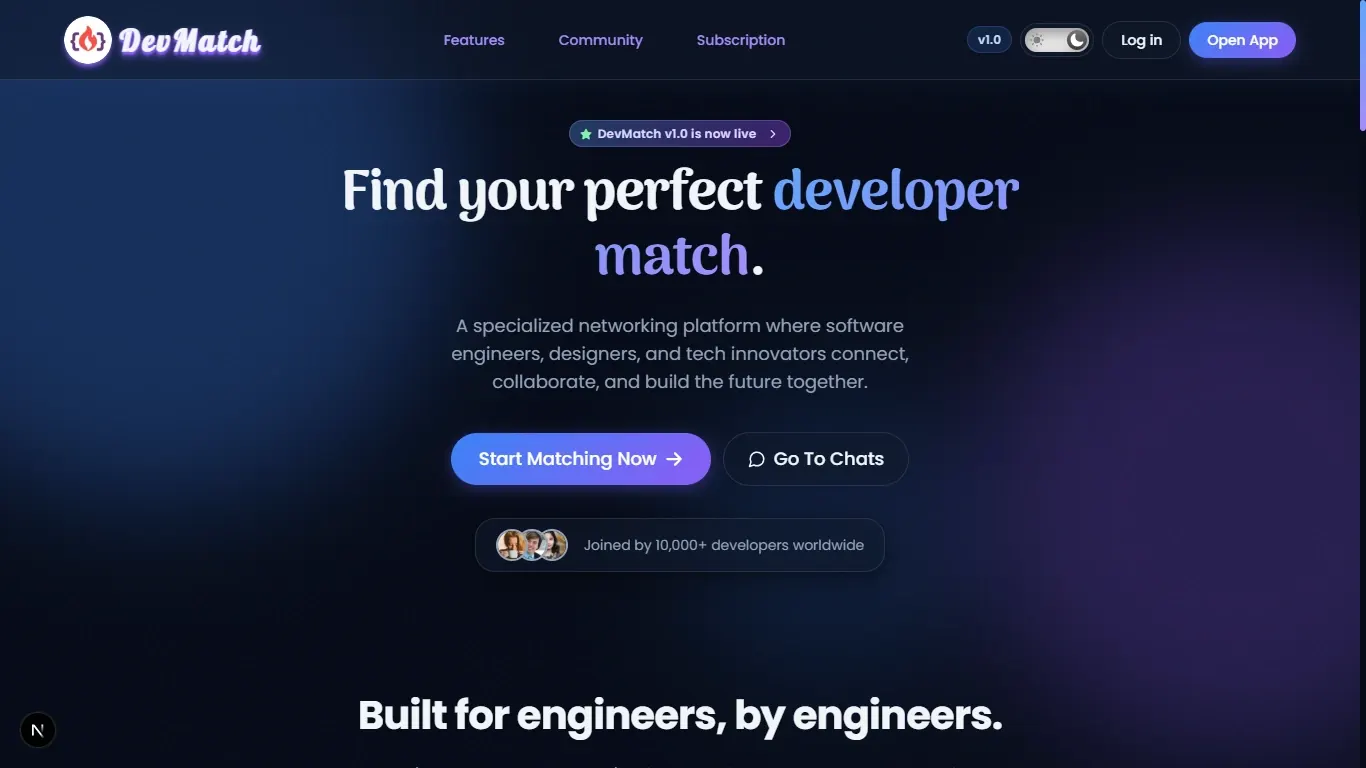 DevMatch
Features
Community
Subscription
v1.0
Log in
Open App
DevMatch v1.0 is now live
Find your perfect developer
match.
A specialized networking platform where software
engineers, designers, and tech innovators connect,
collaborate, and build the future together.
Start Matching Now
Go To Chats
Joined by 10,000+ developers worldwide
Built for engineers, by engineers.
N